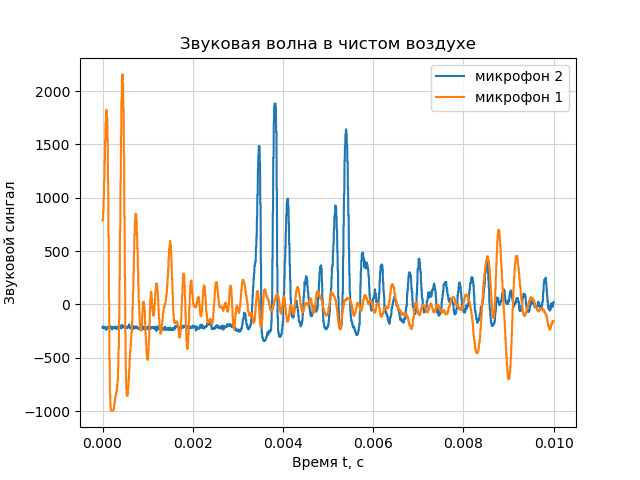 Звуковая волна в чистом воздухе
микрофон 2
микрофон 1
Звуковой сингал
2000
1500
1000
500
0
−500
−1000
0.000
0.002
0.004
0.006
0.008
0.010
Время t, с